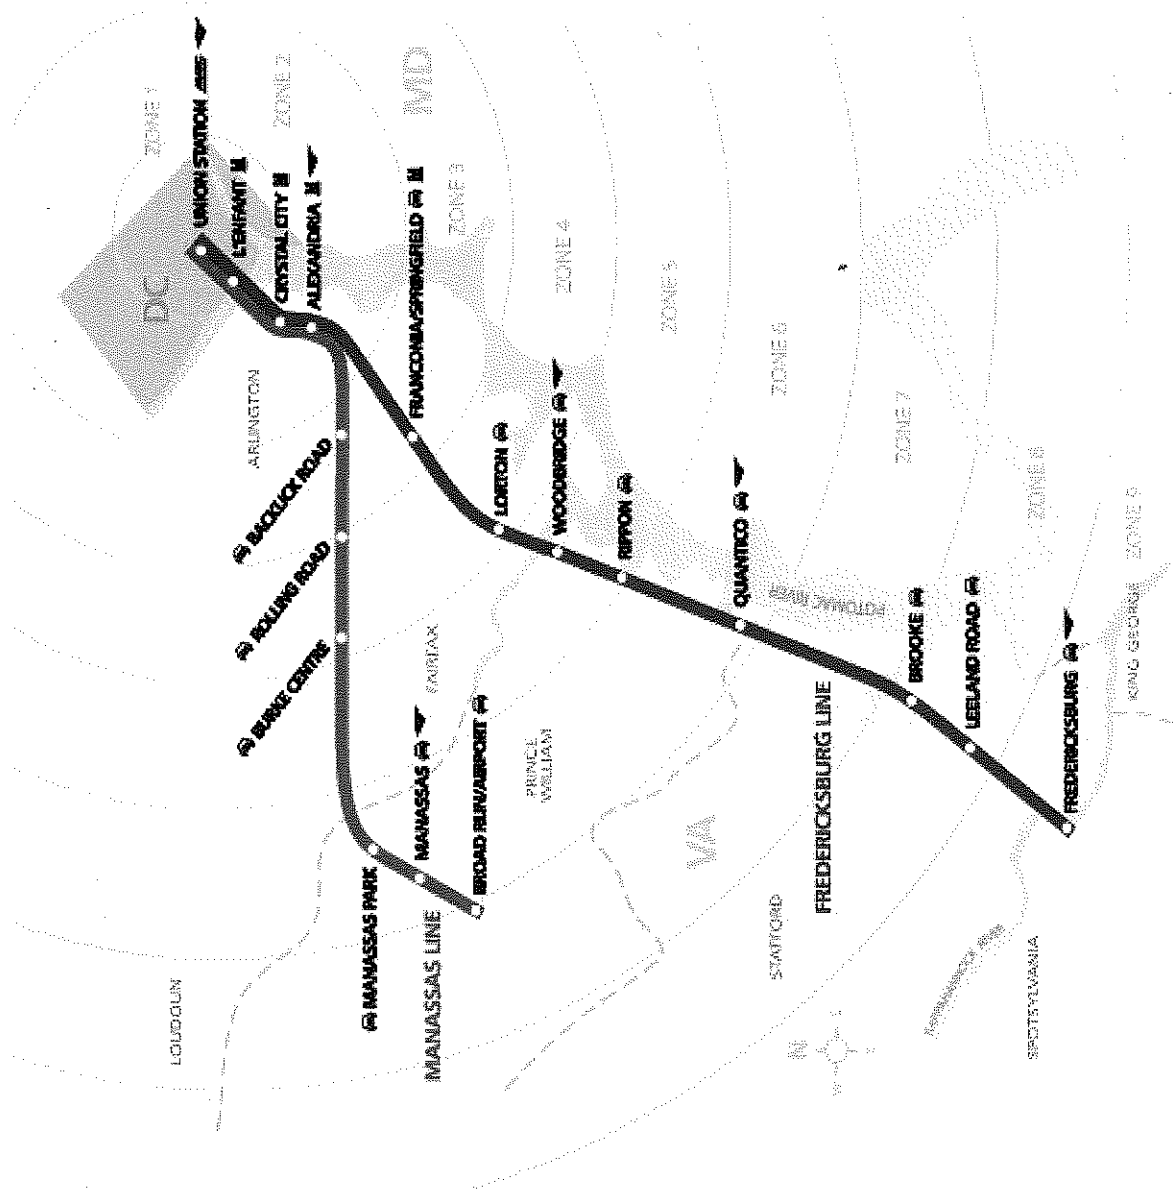 UNION STATION
L'ENFANT
CRYSTAL CITY
ALEXANDRIA
FRANCONIA/SPRINGFIELD
LORTON
WOODBRIDGE
RIPPON
QUANTICO
BROOKE
LEELAND ROAD
FREDERICKSBURG
BACKLICK ROAD
ROLLING ROAD
BURKE CENTRE
MANASSAS PARK
MANASSAS
BROAD RUN/AIRPORT
MANASSAS LINE
FREDERICKSBURG LINE
ZONE 1
ZONE 2
ZONE 3
ZONE 4
ZONE 5
ZONE 6
ZONE 7
ZONE 8
ZONE 9
DC
MD
VA
ARLINGTON
FAIRFAX
PRINCE
WILLIAM
LOUDOUN
STAFFORD
SPOTSYLVANIA
KING GEORGE
POTOMAC RIVER
N